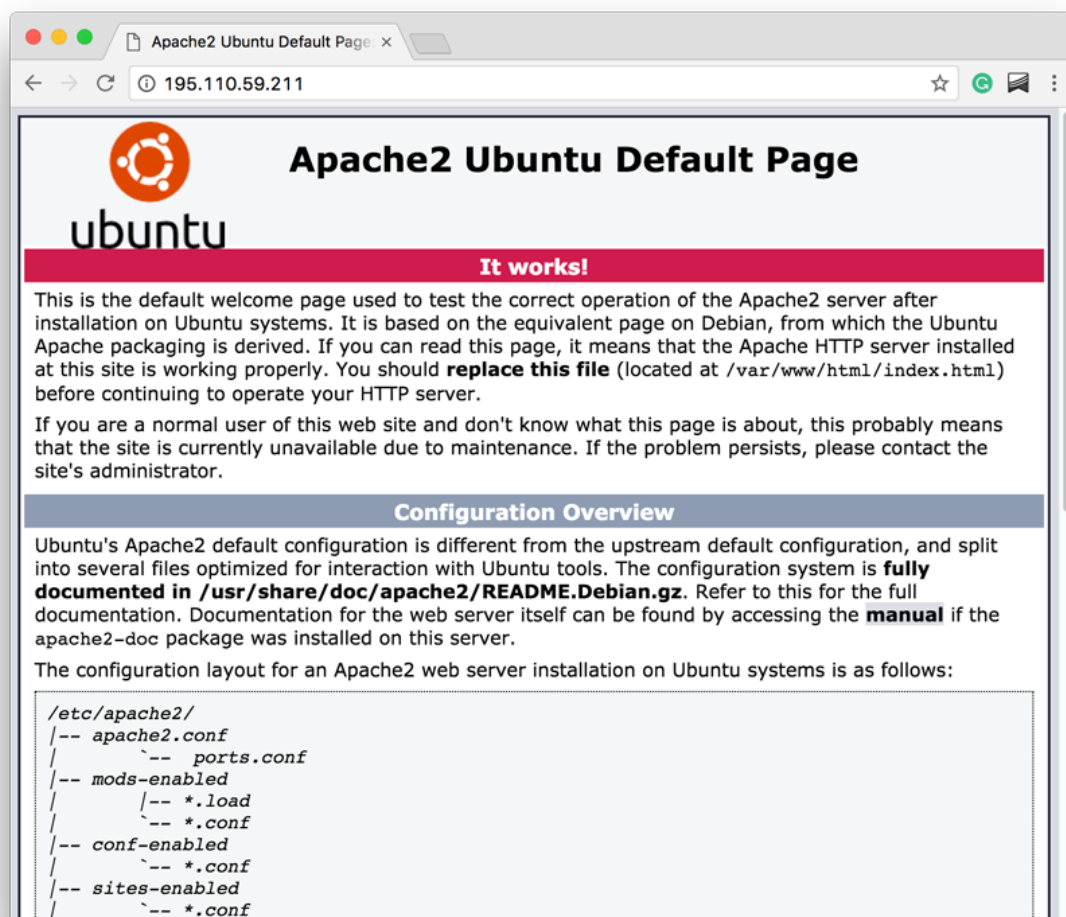 Apache2 Ubuntu Default Page
195.110.59.211
ubuntu
Apache2 Ubuntu Default Page
It works!
This is the default welcome page used to test the correct operation of the Apache2 server after
installation on Ubuntu systems. It is based on the equivalent page on Debian, from which the Ubuntu
Apache packaging is derived. If you can read this page, it means that the Apache HTTP server installed
at this site is working properly. You should replace this file (located at /var/www/html/index.html)
before continuing to operate your HTTP server.
If you are a normal user of this web site and don't know what this page is about, this probably means
that the site is currently unavailable due to maintenance. If the problem persists, please contact the
site's administrator.
Configuration Overview
Ubuntu's Apache2 default configuration is different from the upstream default configuration, and split
into several files optimized for interaction with Ubuntu tools. The configuration system is fully
documented in /usr/share/doc/apache2/README.Debian.gz. Refer to this for the full
documentation. Documentation for the web server itself can be found by accessing the manual if the
apache2-doc package was installed on this server.
The configuration layout for an Apache2 web server installation on Ubuntu systems is as follows:
/etc/apache2/
|-- apache2.conf
|       `--  ports.conf
|-- mods-enabled
|       |-- *.load
|       `-- *.conf
|-- conf-enabled
|       `-- *.conf
|-- sites-enabled
|       `-- *.conf